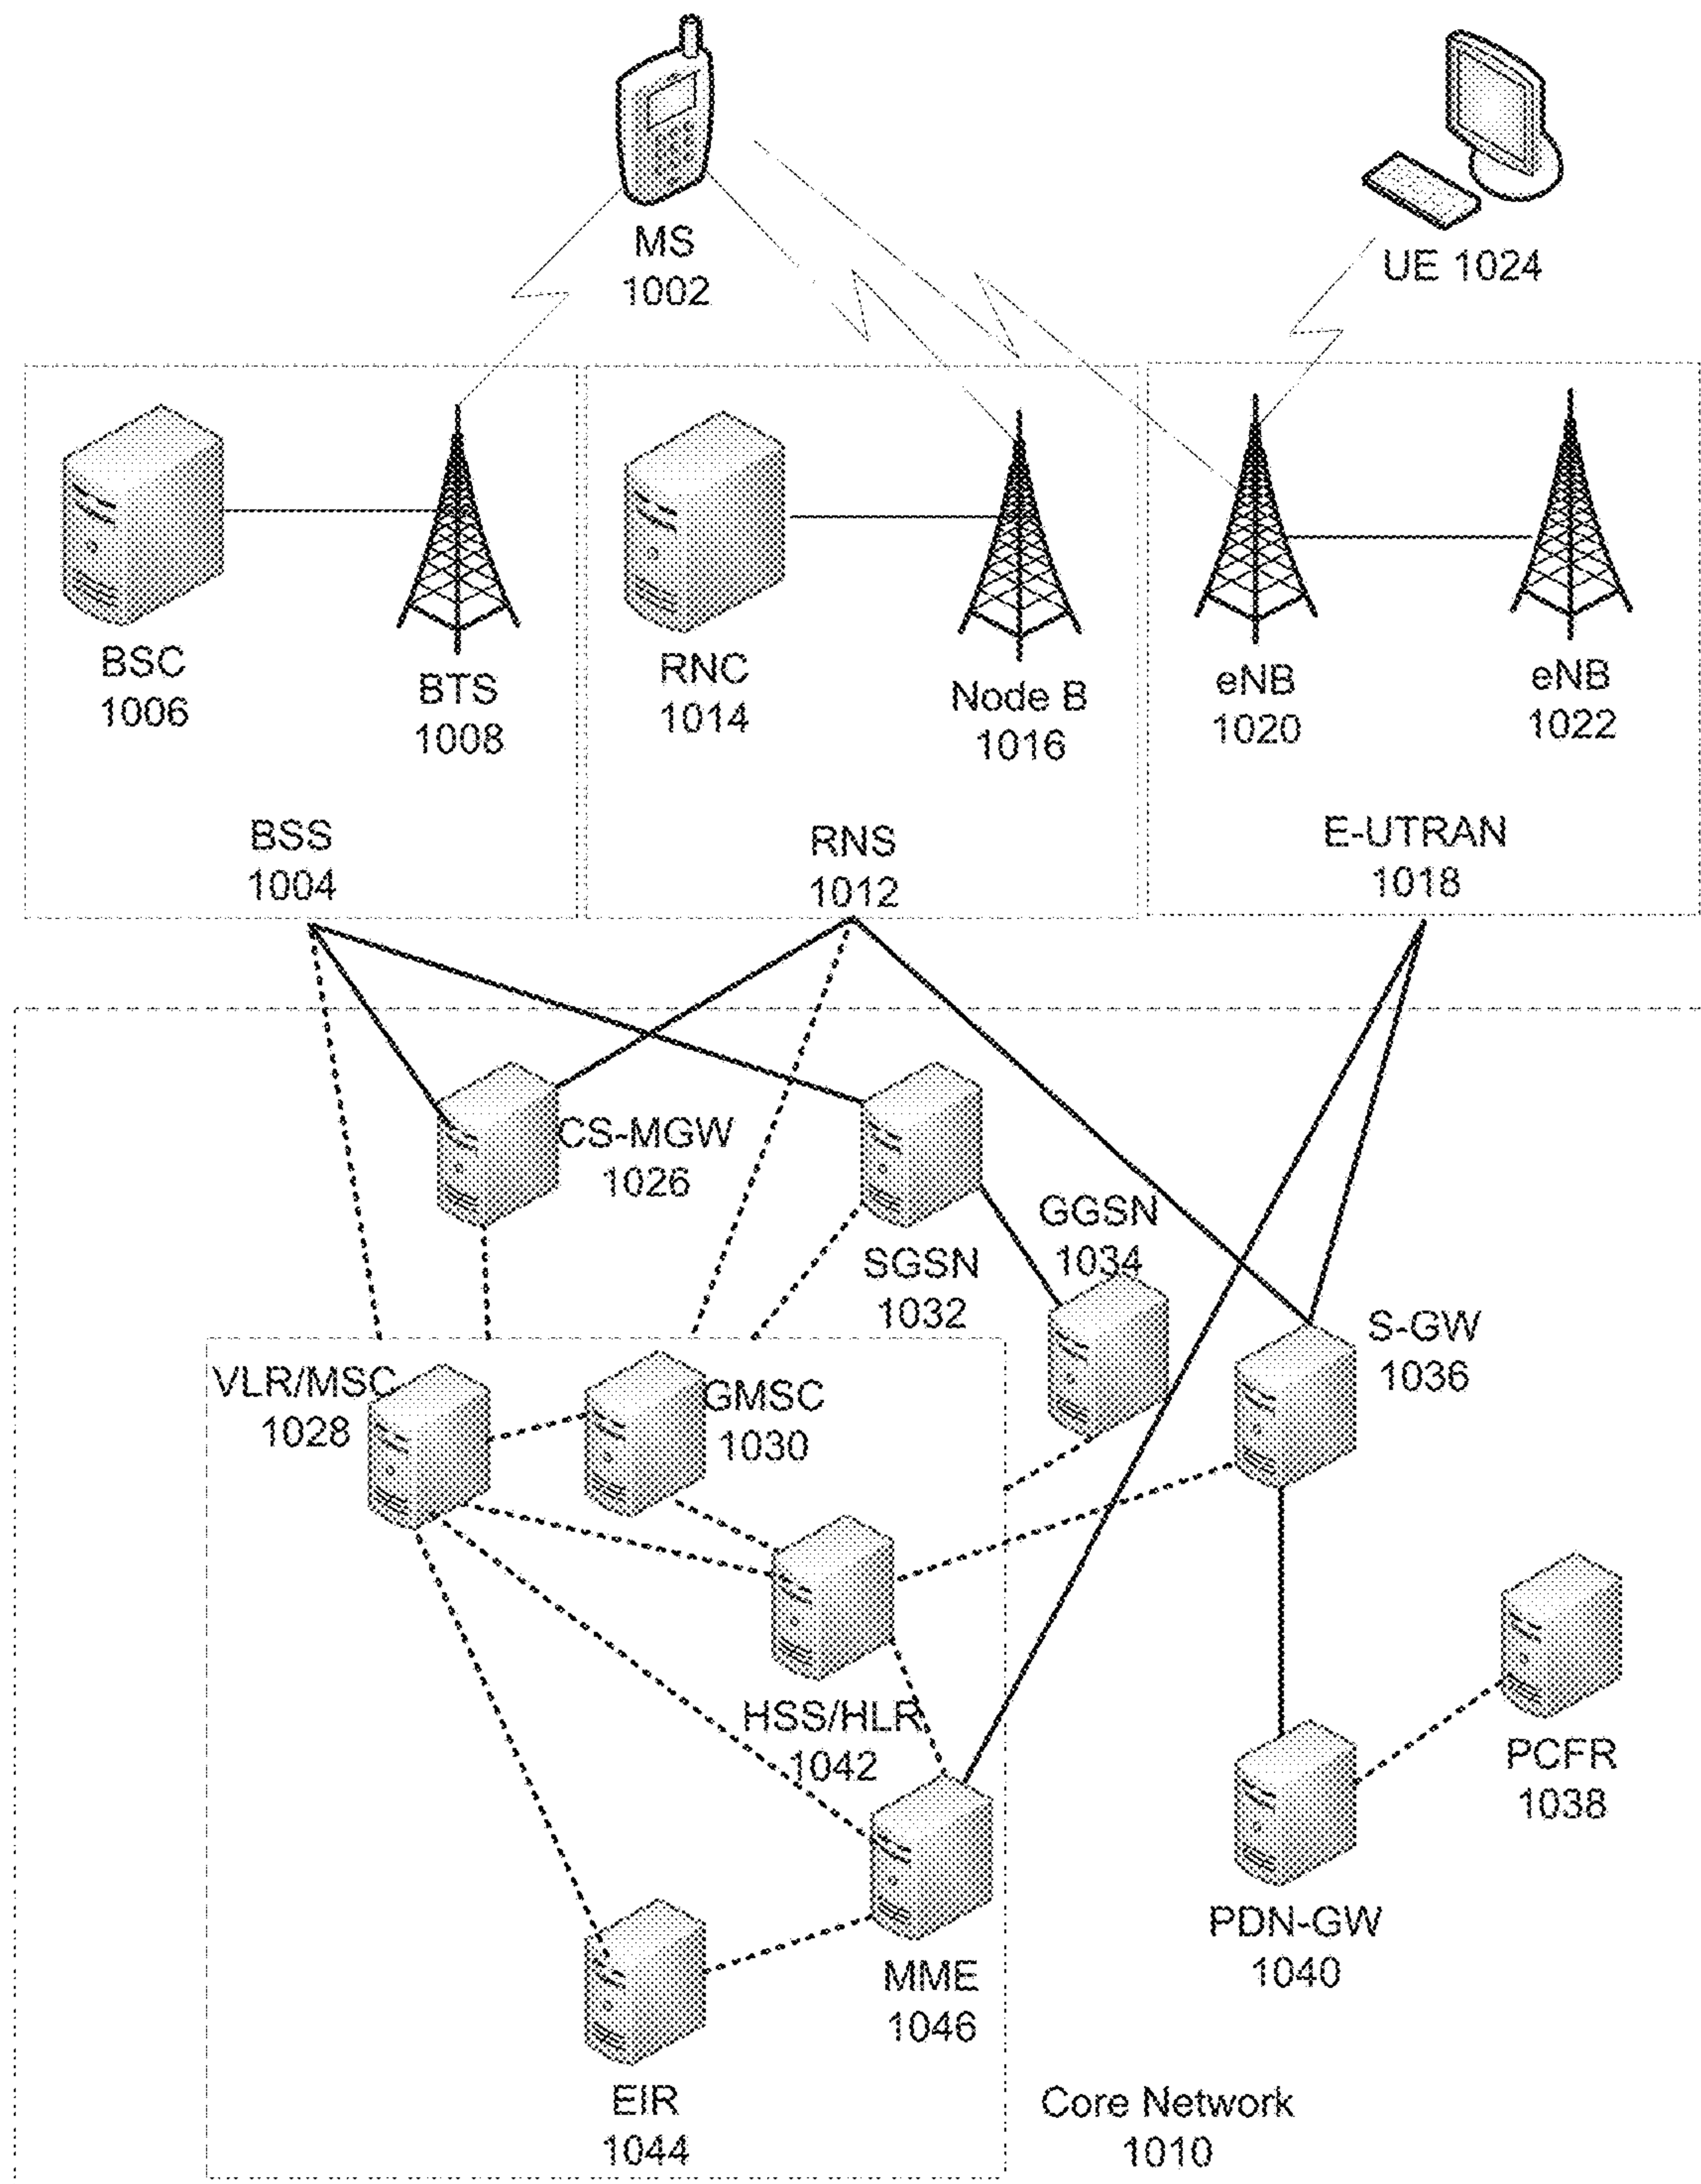 MS
1002
UE 1024
BSC
1006
BTS
1008
RNC
1014
Node B
1016
eNB
1020
eNB
1022
BSS
1004
RNS
1012
E-UTRAN
1018
CS-MGW
1026
SGSN
1032
GGSN
1034
S-GW
1036
VLR/MSC
1028
GMSC
1030
HSS/HLR
1042
PCFR
1038
PDN-GW
1040
MME
1046
EIR
1044
Core Network
1010